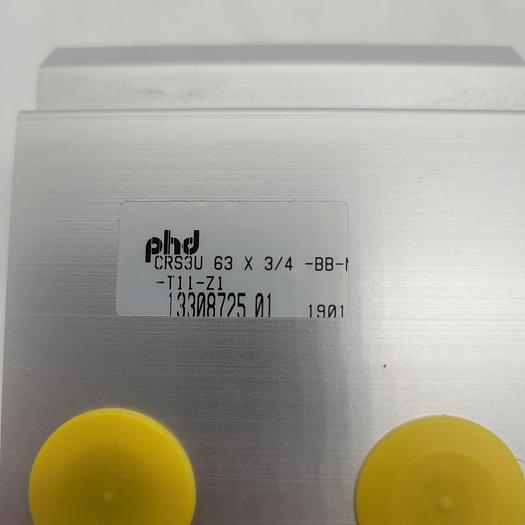 phd
CRS3U 63 X 3/4 -BB-
-T11-Z1
13308725 01 1901